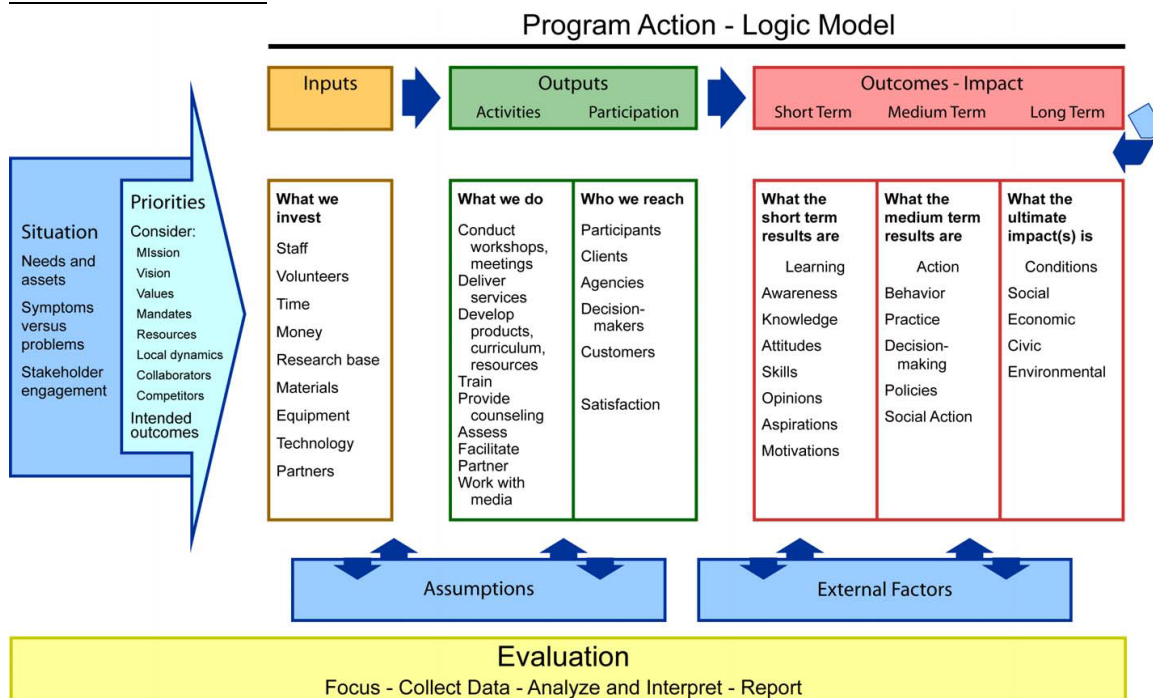 Program Action - Logic Model
Inputs
Outputs
Activities Participation
Outcomes - Impact
Short Term Medium Term Long Term
Situation
Needs and
assets
Symptoms
versus
problems
Stakeholder
engagement
Priorities
Consider:
MIssion
Vision
Values
Mandates
Resources
Local dynamics
Collaborators
Competitors
Intended
outcomes
What we
invest
Staff
Volunteers
Time
Money
Research base
Materials
Equipment
Technology
Partners
What we do
Conduct
workshops,
meetings
Deliver
services
Develop
products,
curriculum,
resources
Train
Provide
counseling
Assess
Facilitate
Partner
Work with
media
Who we reach
Participants
Clients
Agencies
Decision-
makers
Customers
Satisfaction
What the
short term
results are
Learning
Awareness
Knowledge
Attitudes
Skills
Opinions
Aspirations
Motivations
What the
medium term
results are
Action
Behavior
Practice
Decision-
making
Policies
Social Action
What the
ultimate
impact(s) is
Conditions
Social
Economic
Civic
Environmental
Assumptions
External Factors
Evaluation
Focus - Collect Data - Analyze and Interpret - Report